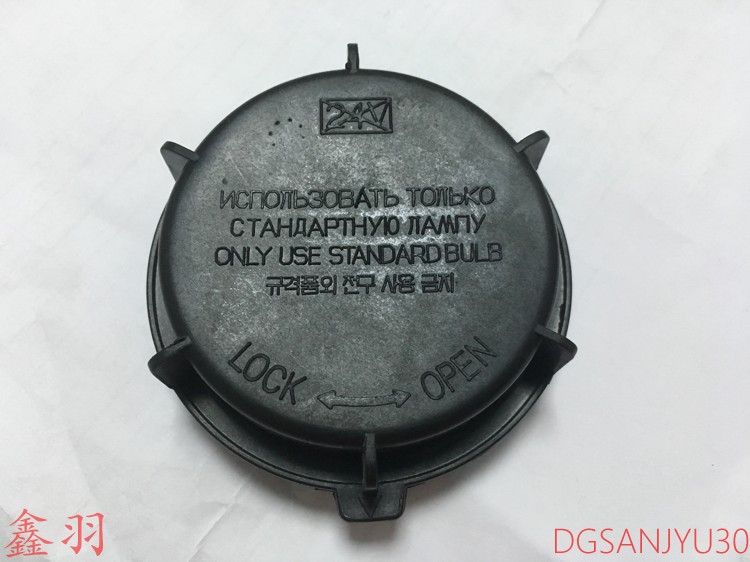 24V
ИСПОЛЬЗОВАТЬ ТОЛЬКО
СТАНДАРТНУЮ ЛАМПУ
ONLY USE STANDARD BULB
규격품외 전구 사용 금지
LOCK OPEN
鑫羽
DGSANJYU30